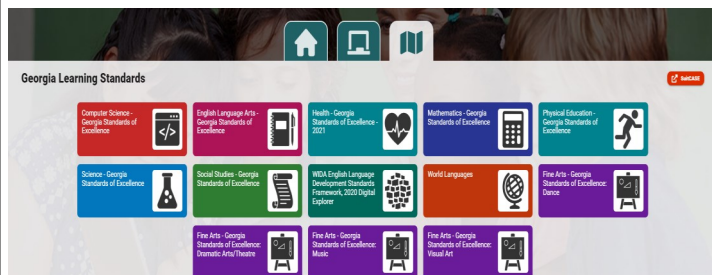 Georgia Learning Standards
SuitCASE
Computer Science -
Georgia Standards of
Excellence
English Language Arts -
Georgia Standards of
Excellence
Health - Georgia
Standards of Excellence -
2021
Mathematics - Georgia
Standards of Excellence
Physical Education -
Georgia Standards of
Excellence
Science - Georgia
Standards of Excellence
Social Studies - Georgia
Standards of Excellence
WIDA English Language
Development Standards
Framework, 2020 Digital
Explorer
World Languages
Fine Arts - Georgia
Standards of Excellence:
Dance
Fine Arts - Georgia
Standards of Excellence:
Dramatic Arts/Theatre
Fine Arts - Georgia
Standards of Excellence:
Music
Fine Arts - Georgia
Standards of Excellence:
Visual Art